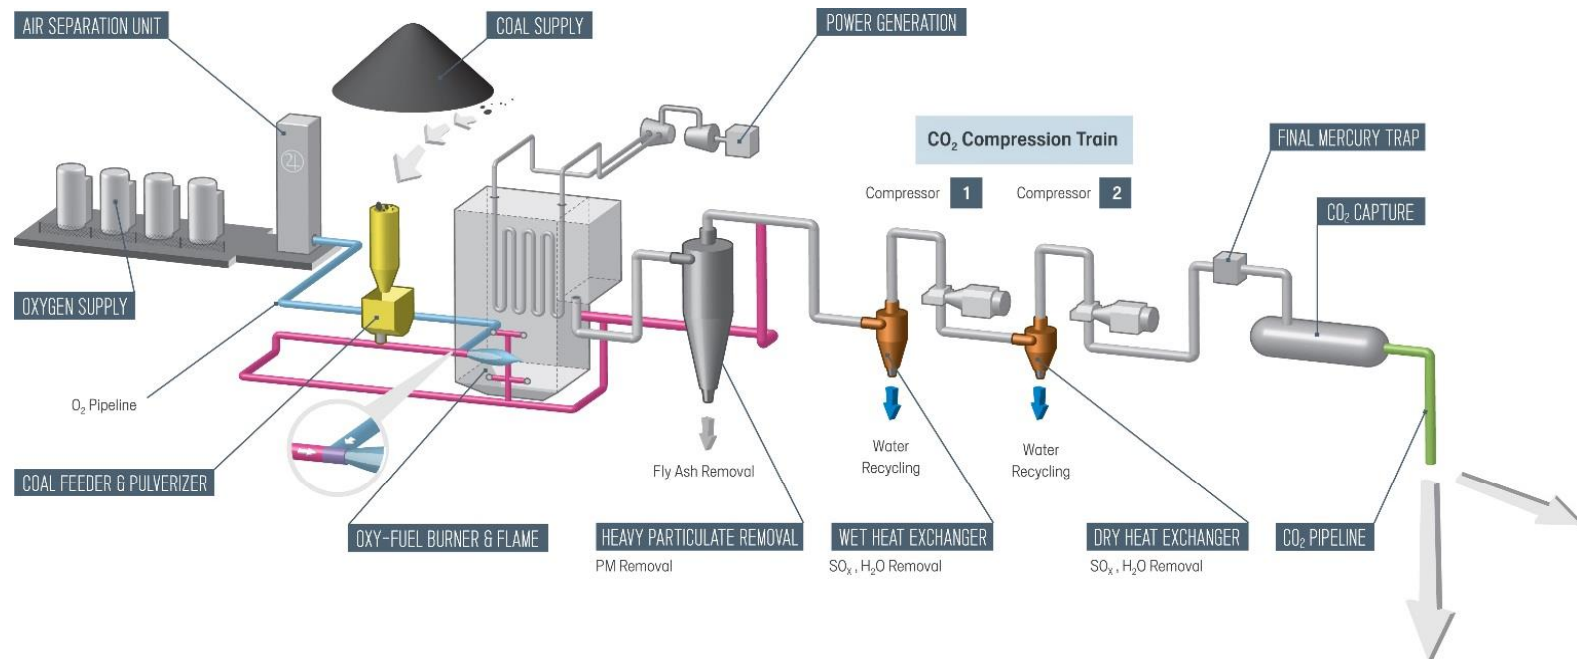 AIR SEPARATION UNIT
COAL SUPPLY
POWER GENERATION
CO₂ Compression Train
FINAL MERCURY TRAP
Compressor 1
Compressor 2
CO₂ CAPTURE
OXYGEN SUPPLY
O₂ Pipeline
Water
Recycling
Water
Recycling
Fly Ash Removal
COAL FEEDER & PULVERIZER
OXY-FUEL BURNER & FLAME
HEAVY PARTICULATE REMOVAL
PM Removal
WET HEAT EXCHANGER
SOₓ, H₂O Removal
DRY HEAT EXCHANGER
SOₓ, H₂O Removal
CO₂ PIPELINE